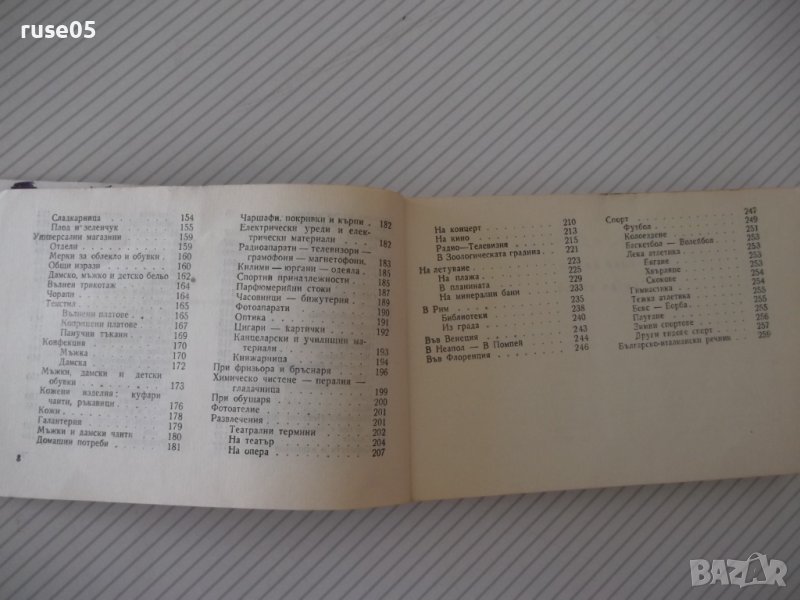 ruse05
Сладкарница 154
Плод и зеленчук 155
Универсални магазини 159
Отдели 159
Мерки за облекло и обувки 160
Общи изрази 160
Дамско, мъжко и детско бельо 162
Вълнен трикотаж 164
Чорапи 164
Текстил 165
Вълнени платове 165
Копринени платове 167
Памучни тъкани 169
Конфекция 170
Мъжка 170
Дамска 172
Мъжки, дамски и детски
обувки 173
Кожени изделия: куфари
чанти, ръкавици 176
Кожи 178
Галантерия 179
Мъжки и дамски чанти 180
Домашни потреби 181
8
Чаршафи, покривки и кърпи 182
Електрически уреди и елек-
трически материали 182
Радиоапарати — телевизори —
грамофони — магнетофони 183
Килими — юргани — одеяла 185
Спортни принадлежности 185
Парфюмерийни стоки 187
Часовници — бижутерия 189
Фотоапарати 190
Оптика 191
Цигари — картички 192
Канцеларски и училищни ма-
териали 193
Книжарница 194
При фризьора и бръснаря 196
Химическо чистене — пералня —
гладачница 199
При обущаря 200
Фотоателие 201
Развлечения 201
Театрални термини 202
На театър 204
На опера 207
На концерт 210
На кино 213
Радио—Телевизия 215
В Зоологическата градина 221
На летуване 223
На плажа 225
В планината 229
На минерални бани 233
В Рим 235
Библиотеки 238
Из града 240
Във Венеция 243
В Неапол — В Помпей 244
Във Флоренция 246
Спорт 247
Футбол 249
Колоездене 251
Баскетбол — Волейбол 253
Лека атлетика 253
Бягане 253
Хвърляне 254
Скокове 254
Гимнастика 255
Тежка атлетика 255
Бокс — Борба 255
Плуване 256
Зимни спортове 256
Други видове спорт 257
Българско-италиански речник 259
BAZAR